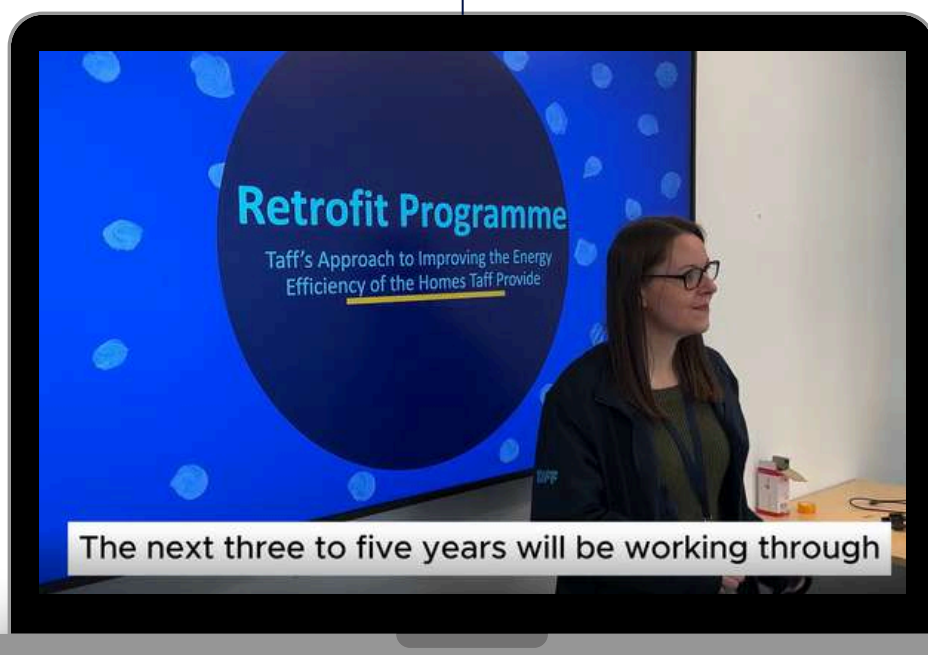 Retrofit Programme
Taff's Approach to Improving the Energy
Efficiency of the Homes Taff Provide
TAFF
The next three to five years will be working through